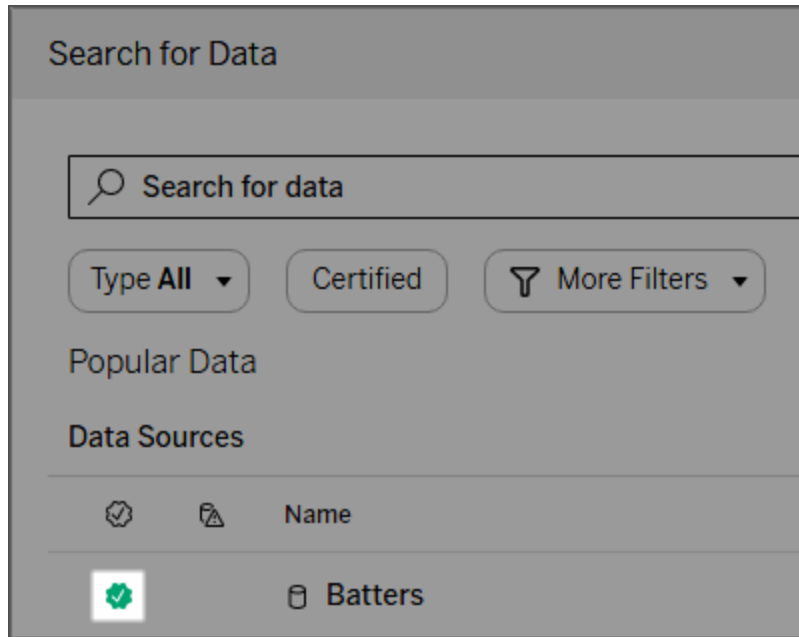 Search for Data
Search for data
Type All Certified More Filters
Popular Data
Data Sources
Name
Batters